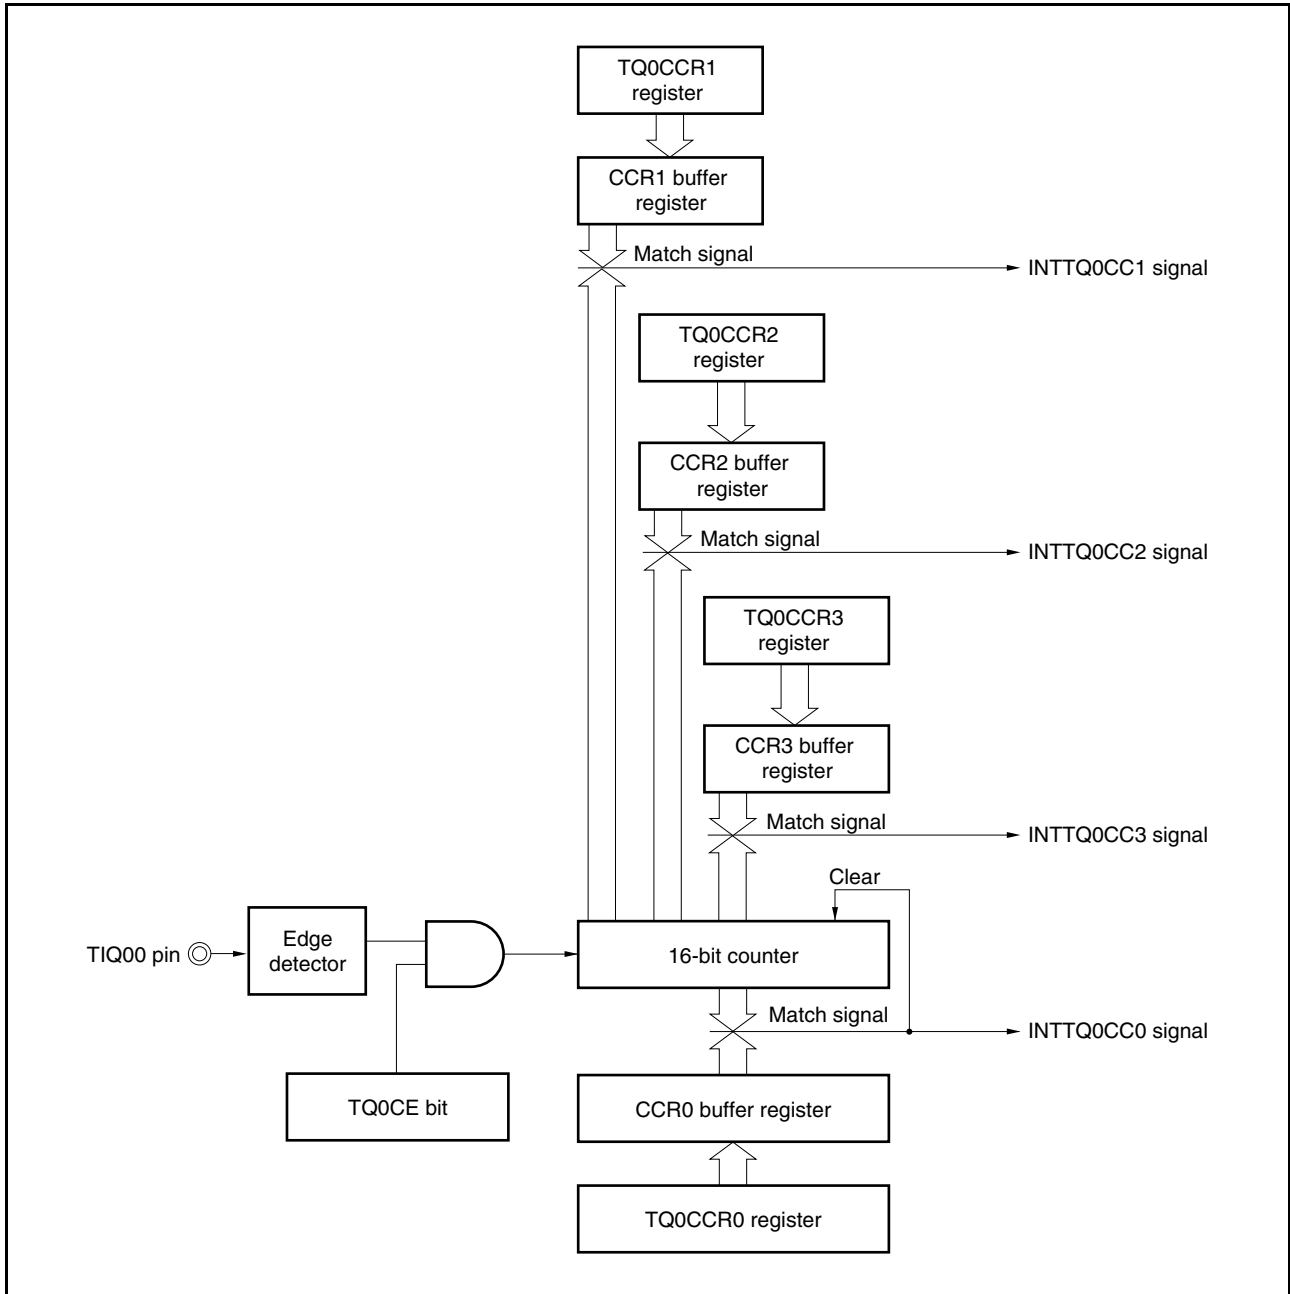 TQ0CCR1
register
CCR1 buffer
register
Match signal
INTTQ0CC1 signal
TQ0CCR2
register
CCR2 buffer
register
Match signal
INTTQ0CC2 signal
TQ0CCR3
register
CCR3 buffer
register
Match signal
INTTQ0CC3 signal
Clear
TIQ00 pin
Edge
detector
16-bit counter
Match signal
INTTQ0CC0 signal
TQ0CE bit
CCR0 buffer register
TQ0CCR0 register